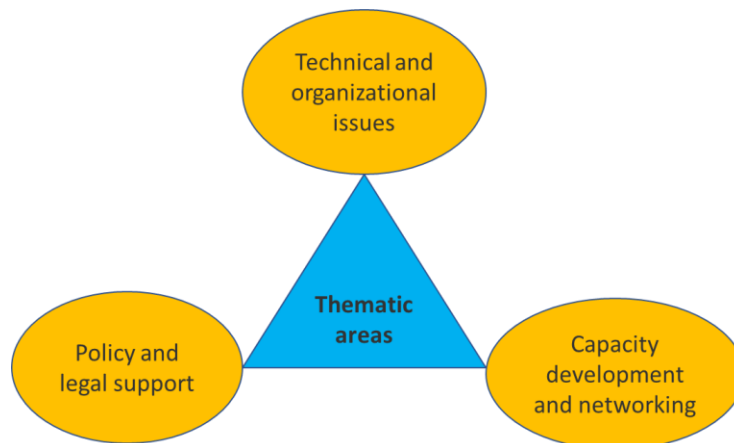 Technical and
organizational
issues
Thematic
areas
Policy and
legal support
Capacity
development
and networking